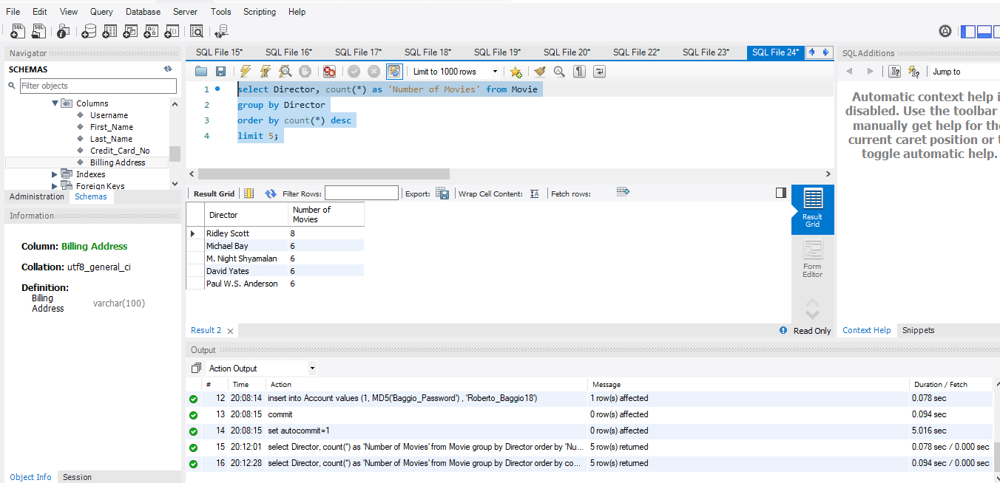 File Edit View Query Database Server Tools Scripting Help
Navigator
SCHEMAS
Filter objects
Columns
Username
First_Name
Last_Name
Credit_Card_No
Billing Address
Indexes
Foreign Keys
Administration Schemas
Information
Column: Billing Address
Collation: utf8_general_ci
Definition:
Billing
Address varchar(100)
Object Info Session
SQL File 15* SQL File 16* SQL File 17* SQL File 18* SQL File 19* SQL File 20* SQL File 22* SQL File 23* SQL File 24*
Limit to 1000 rows
1 select Director, count(*) as 'Number of Movies' from Movie
2 group by Director
3 order by count(*) desc
4 limit 5;
Result Grid Filter Rows: Export: Wrap Cell Content: Fetch rows:
Director Number of
Movies
Ridley Scott 8
Michael Bay 6
M. Night Shyamalan 6
David Yates 6
Paul W.S. Anderson 6
Result
Grid
Form
Editor
Result 2 Read Only
SQLAdditions
Jump to
Automatic context help i
disabled. Use the toolbar
manually get help for the
current caret position or t
toggle automatic help.
Context Help Snippets
Output
Action Output
# Time Action Message Duration / Fetch
12 20:08:14 insert into Account values (1, MD5('Baggio_Password') , 'Roberto_Baggio18') 1 row(s) affected 0.078 sec
13 20:08:15 commit 0 row(s) affected 0.094 sec
14 20:08:15 set autocommit=1 0 row(s) affected 5.016 sec
15 20:12:01 select Director, count(*) as 'Number of Movies' from Movie group by Director order by 'Nu... 5 row(s) returned 0.078 sec / 0.000 sec
16 20:12:28 select Director, count(*) as 'Number of Movies' from Movie group by Director order by co... 5 row(s) returned 0.094 sec / 0.000 sec